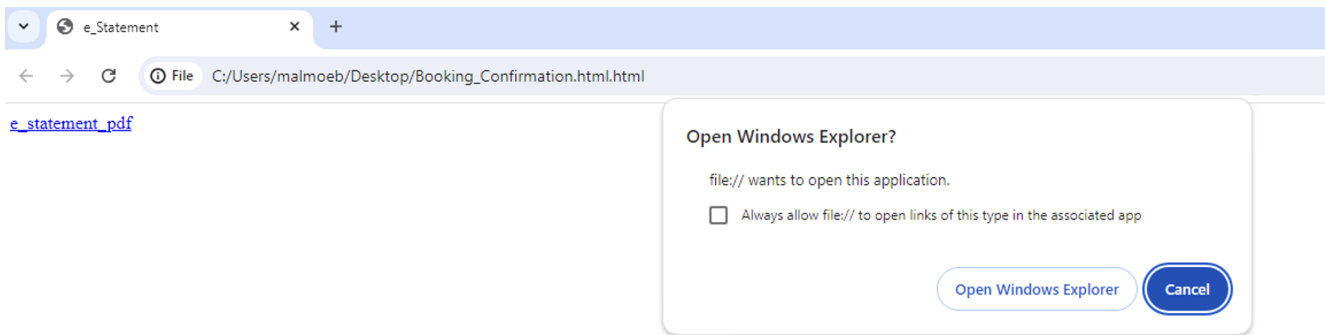 e_Statement
File
C:/Users/malmoeb/Desktop/Booking_Confirmation.html.html
e_statement_pdf
Open Windows Explorer?
file:// wants to open this application.
Always allow file:// to open links of this type in the associated app
Open Windows Explorer
Cancel